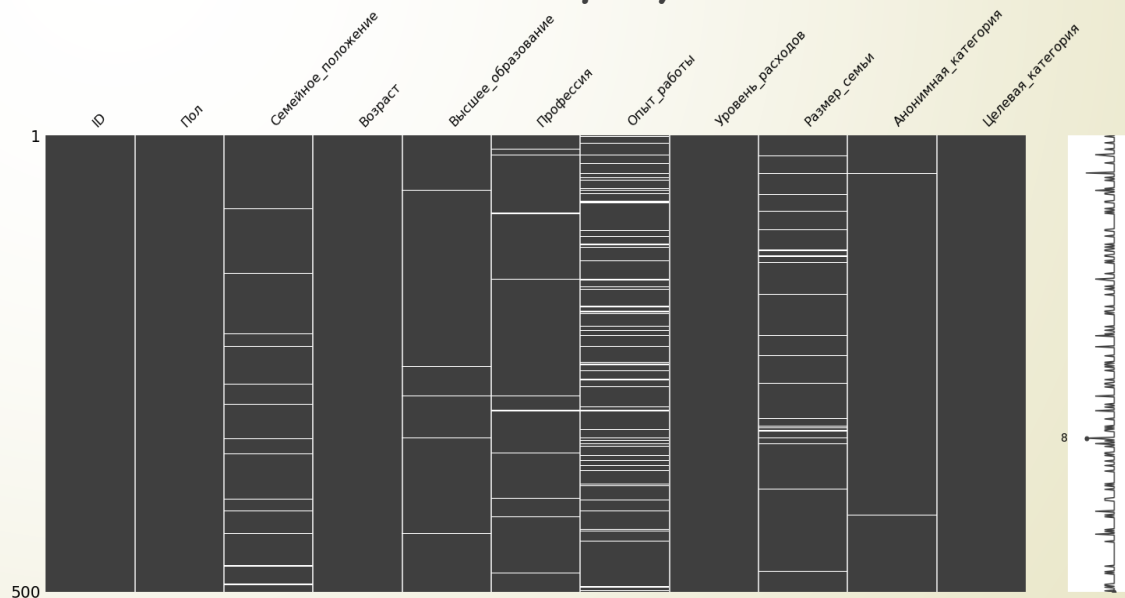 ID
Пол
Семейное_положение
Возраст
Высшее_образование
Профессия
Опыт_работы
Уровень_расходов
Размер_семьи
Анонимная_категория
Целевая_категория
1
8
500